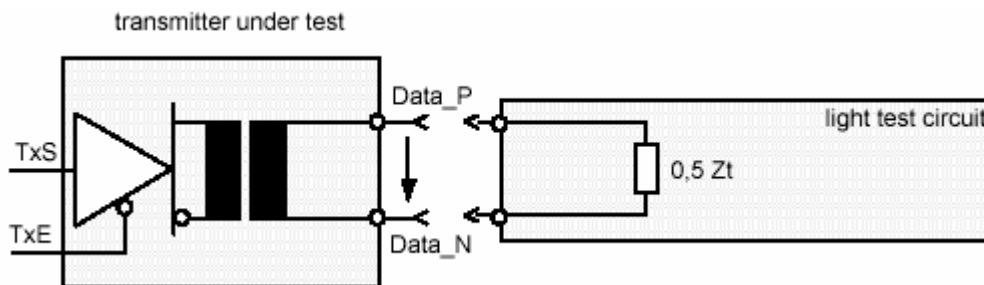 transmitter under test
Data_P
light test circuit
TxS
0,5 Zt
TxE
Data_N